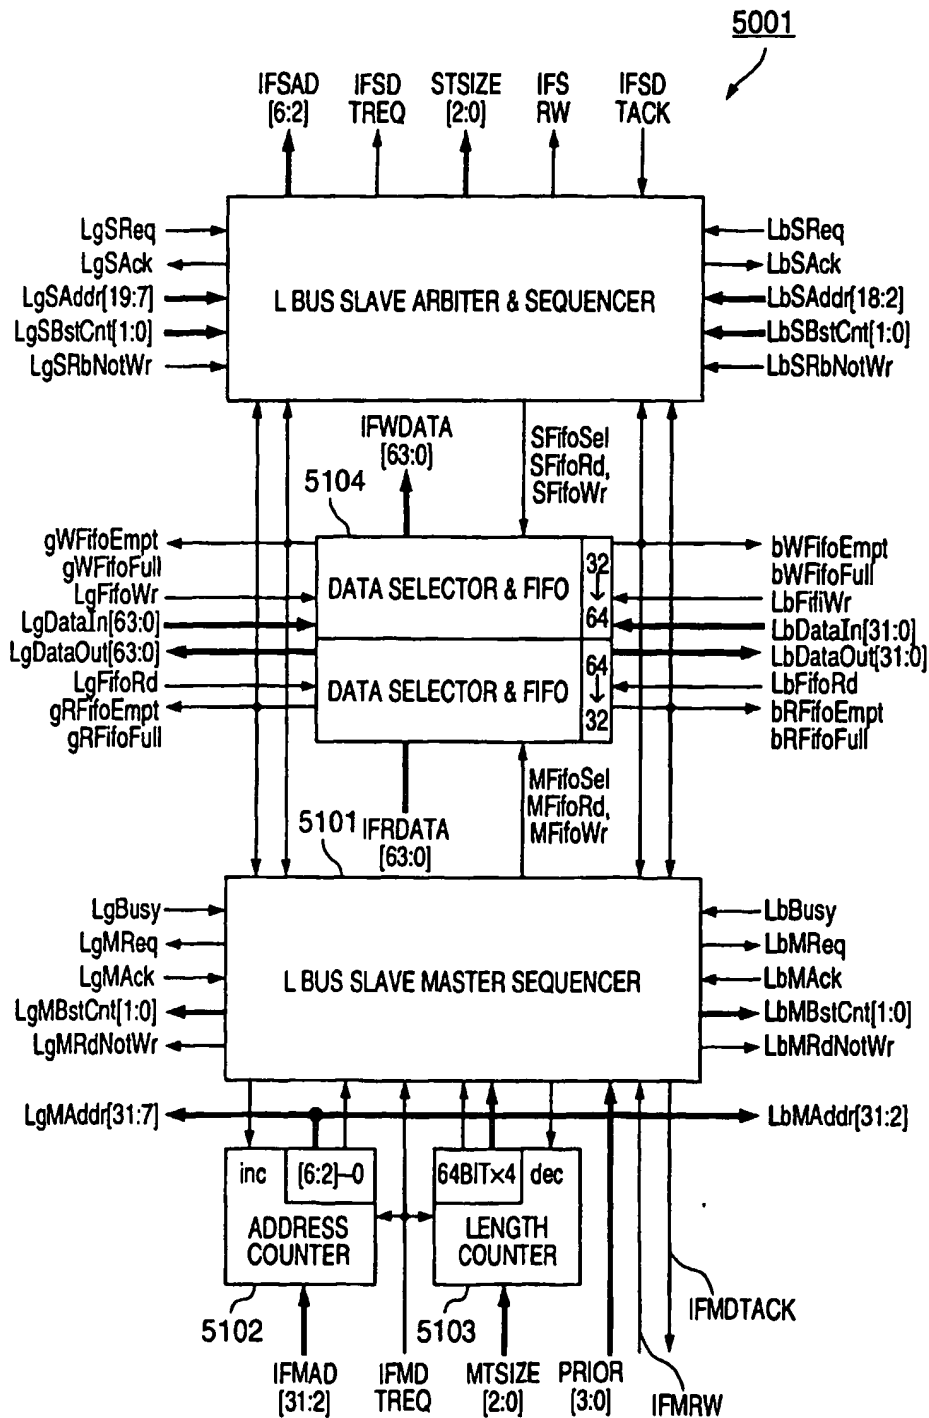 5001
IFSAD
[6:2]
IFSD
TREQ
STSIZE
[2:0]
IFS
RW
IFSD
TACK
LgSReq
LgSAck
LgSAddr[19:7]
LgSBstCnt[1:0]
LgSRbNotWr
L BUS SLAVE ARBITER & SEQUENCER
LbSReq
LbSAck
LbSAddr[18:2]
LbSBstCnt[1:0]
LbSRbNotWr
IFWDATA
[63:0]
SFifoSel
SFifoRd,
SFifoWr
5104
gWFifoEmpt
gWFifoFull
LgFifoWr
LgDataIn[63:0]
LgDataOut[63:0]
LgFifoRd
gRFifoEmpt
gRFifoFull
DATA SELECTOR & FIFO
32
64
DATA SELECTOR & FIFO
64
32
bWFifoEmpt
bWFifoFull
LbFifiWr
LbDataIn[31:0]
LbDataOut[31:0]
LbFifoRd
bRFifoEmpt
bRFifoFull
MFifoSel
MFifoRd,
MFifoWr
5101
IFRDATA
[63:0]
LgBusy
LgMReq
LgMAck
LgMBstCnt[1:0]
LgMRdNotWr
L BUS SLAVE MASTER SEQUENCER
LbBusy
LbMReq
LbMAck
LbMBstCnt[1:0]
LbMRdNotWr
LgMAddr[31:7]
LbMAddr[31:2]
inc
[6:2]–0
ADDRESS
COUNTER
64BIT×4
dec
LENGTH
COUNTER
5102
5103
IFMDTACK
IFMAD
[31:2]
IFMD
TREQ
MTSIZE
[2:0]
PRIOR
[3:0]
IFMRW